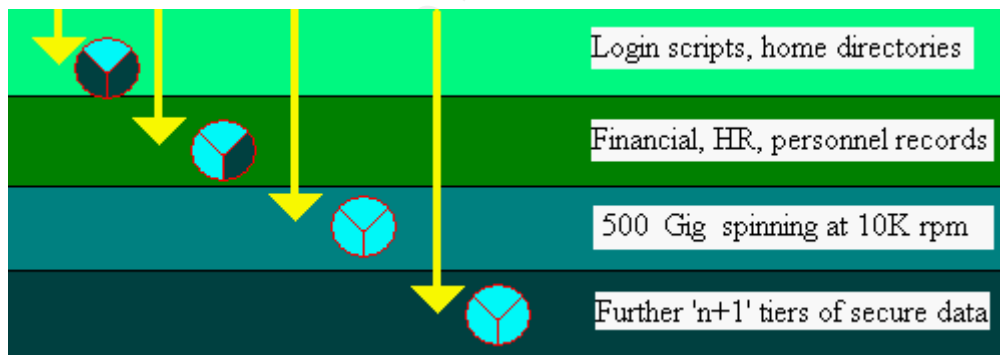 Login scripts, home directories
Financial, HR, personnel records
500 Gig spinning at 10K rpm
Further 'n+1' tiers of secure data